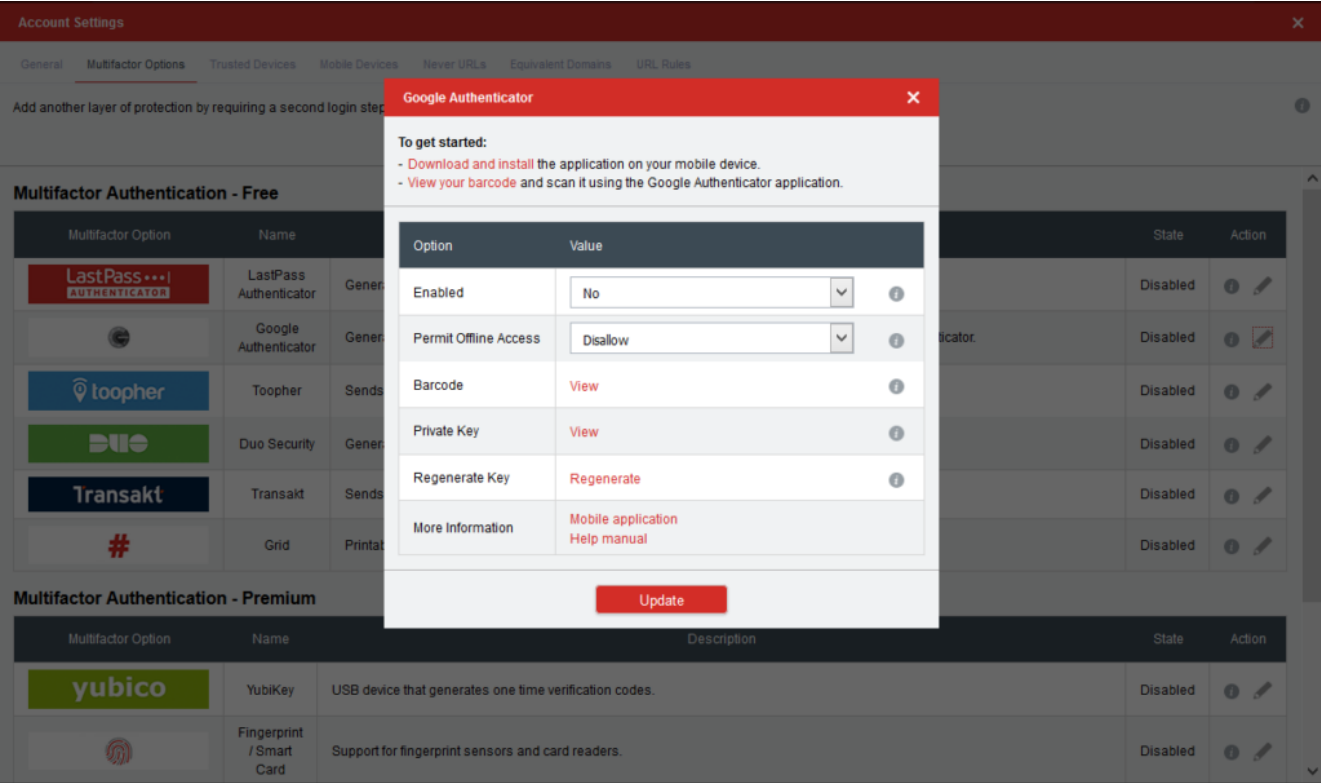 Account Settings
General Multifactor Options Trusted Devices Mobile Devices Never URLs Equivalent Domains URL Rules
Add another layer of protection by requiring a second login step
Google Authenticator
To get started:
- Download and install the application on your mobile device.
- View your barcode and scan it using the Google Authenticator application.
Option Value
Enabled No
Permit Offline Access Disallow
Barcode View
Private Key View
Regenerate Key Regenerate
More Information Mobile application
Help manual
Update
Multifactor Authentication - Free
Multifactor Option Name State Action
LastPass •••|
AUTHENTICATOR
LastPass
Authenticator
Disabled
Google
Authenticator
Disabled
toopher Toopher Sends Disabled
DUO Duo Security Disabled
Transakt Transakt Sends Disabled
# Grid Disabled
Multifactor Authentication - Premium
Multifactor Option Name Description State Action
yubico YubiKey USB device that generates one time verification codes. Disabled
Fingerprint
/ Smart
Card
Support for fingerprint sensors and card readers. Disabled